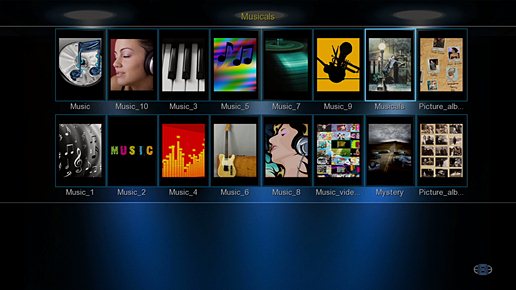 Musicals
Music Music_10 Music_3 Music_5 Music_7 Music_9 Musicals Picture_alb...
MUSIC
Music_1 Music_2 Music_4 Music_6 Music_8 Music_vide... Mystery Picture_alb...